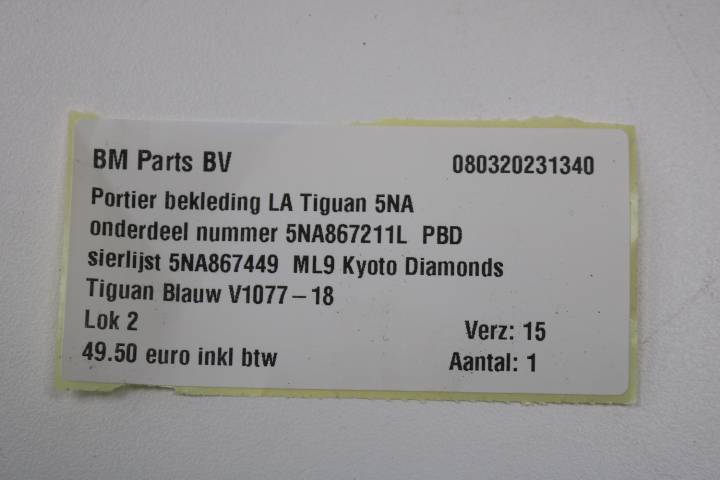 BM Parts BV 080320231340
Portier bekleding LA Tiguan 5NA
onderdeel nummer 5NA867211L PBD
sierlijst 5NA867449 ML9 Kyoto Diamonds
Tiguan Blauw V1077 – 18
Lok 2 Verz: 15
49.50 euro inkl btw Aantal: 1